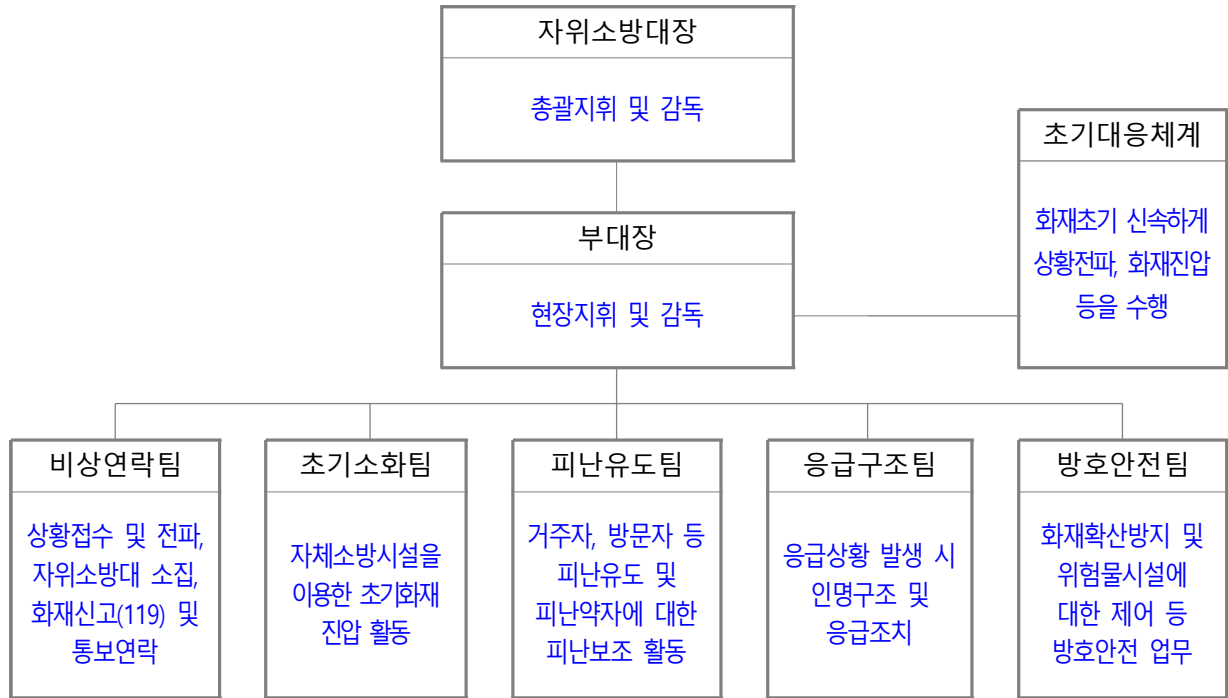 자위소방대장
총괄지휘 및 감독
초기대응체계
화재초기 신속하게
상황전파, 화재진압
등을 수행
부대장
현장지휘 및 감독
비상연락팀
상황접수 및 전파,
자위소방대 소집,
화재신고(119) 및
통보연락
초기소화팀
자체소방시설을
이용한 초기화재
진압 활동
피난유도팀
거주자, 방문자 등
피난유도 및
피난약자에 대한
피난보조 활동
응급구조팀
응급상황 발생 시
인명구조 및
응급조치
방호안전팀
화재확산방지 및
위험물시설에
대한 제어 등
방호안전 업무